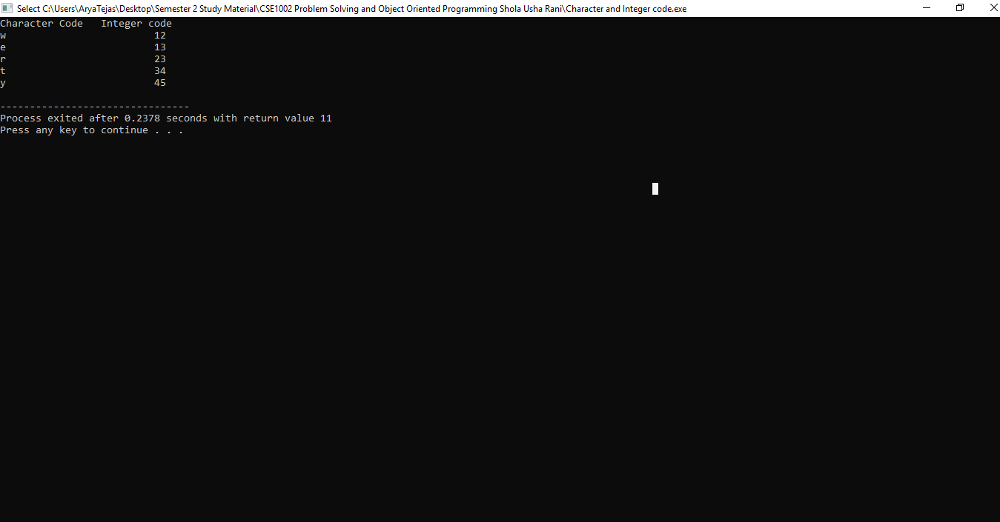 Select C:\Users\AryaTejas\Desktop\Semester 2 Study Material\CSE1002 Problem Solving and Object Oriented Programming Shola Usha Rani\Character and Integer code.exe
Character Code   Integer code
w                         12
e                         13
r                         23
t                         34
y                         45
--------------------------------
Process exited after 0.2378 seconds with return value 11
Press any key to continue . . .